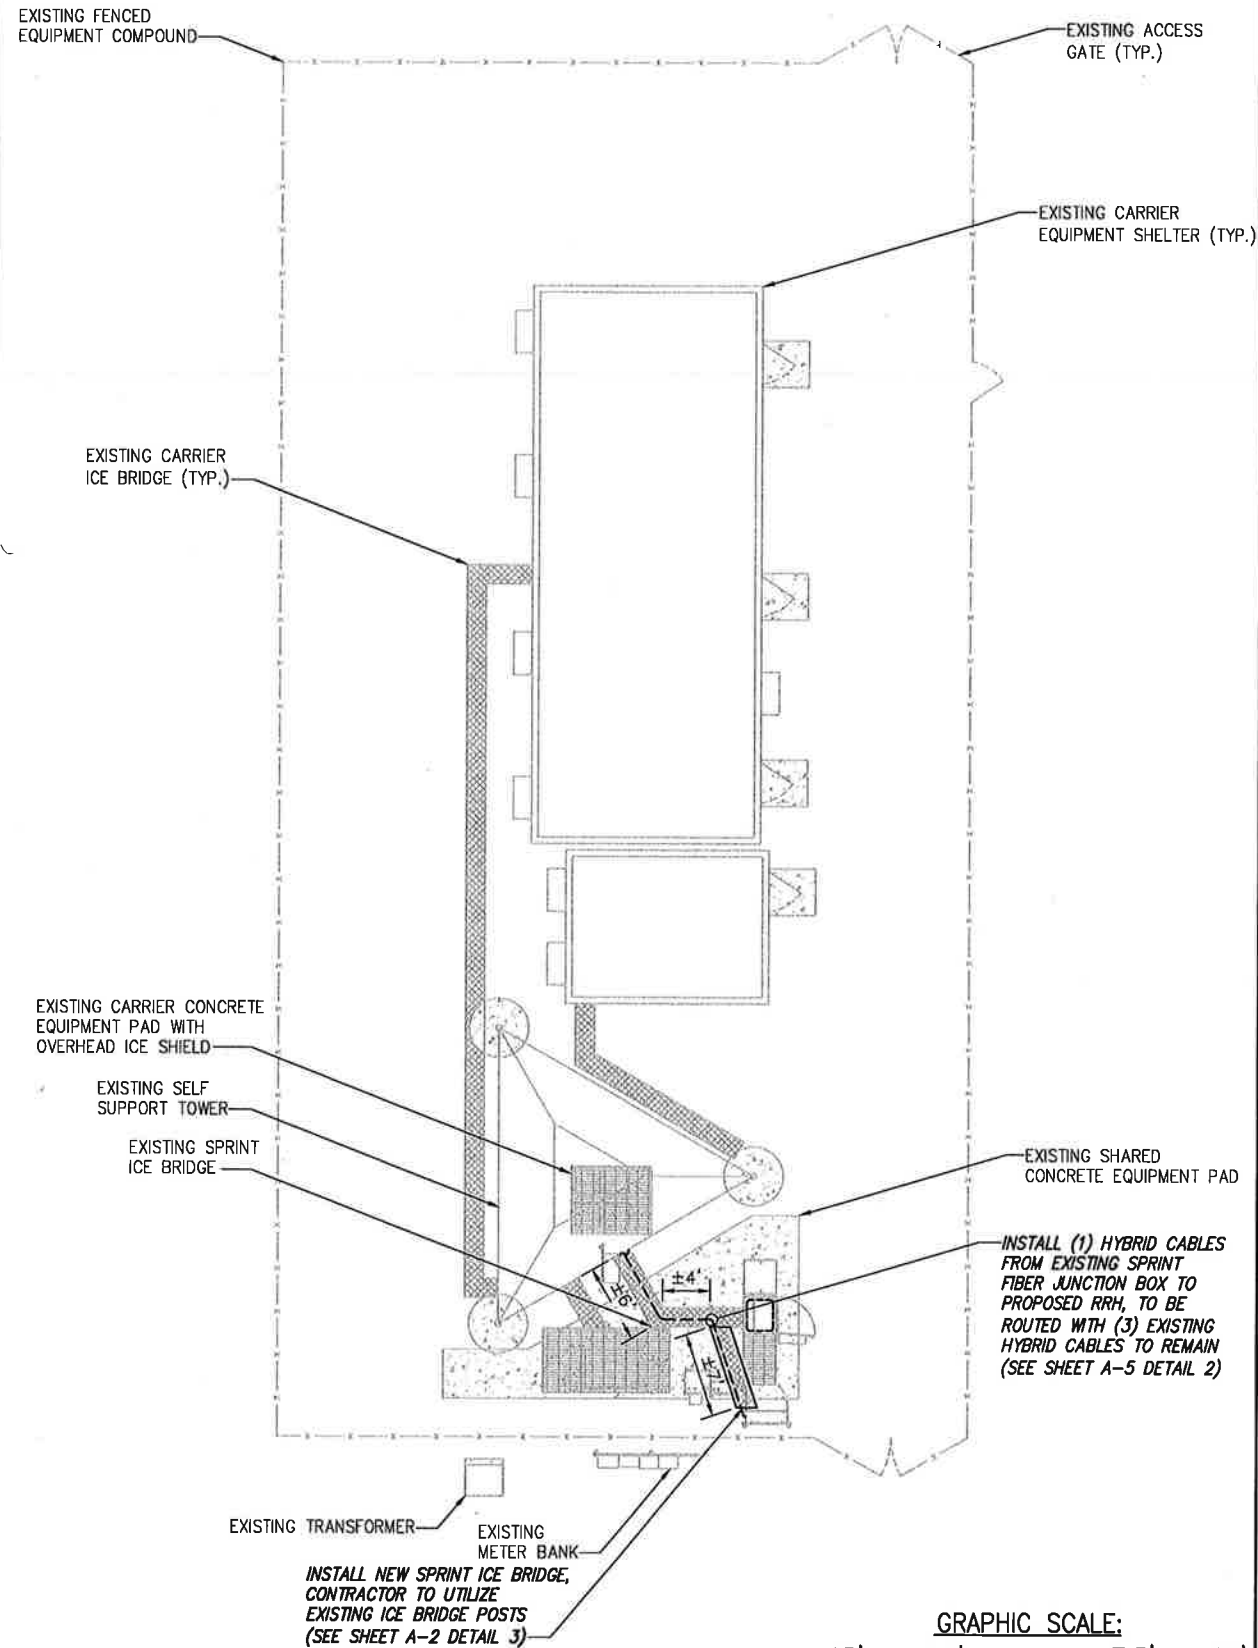 EXISTING FENCED
EQUIPMENT COMPOUND
EXISTING ACCESS
GATE (TYP.)
EXISTING CARRIER
EQUIPMENT SHELTER (TYP.)
EXISTING CARRIER
ICE BRIDGE (TYP.)
EXISTING CARRIER CONCRETE
EQUIPMENT PAD WITH
OVERHEAD ICE SHIELD
EXISTING SELF
SUPPORT TOWER
EXISTING SPRINT
ICE BRIDGE
EXISTING SHARED
CONCRETE EQUIPMENT PAD
INSTALL (1) HYBRID CABLES
FROM EXISTING SPRINT
FIBER JUNCTION BOX TO
PROPOSED RRH, TO BE
ROUTED WITH (3) EXISTING
HYBRID CABLES TO REMAIN
(SEE SHEET A-5 DETAIL 2)
±4'
±6'
±7'
EXISTING TRANSFORMER
EXISTING
METER BANK
INSTALL NEW SPRINT ICE BRIDGE,
CONTRACTOR TO UTILIZE
EXISTING ICE BRIDGE POSTS
(SEE SHEET A-2 DETAIL 3)
GRAPHIC SCALE: